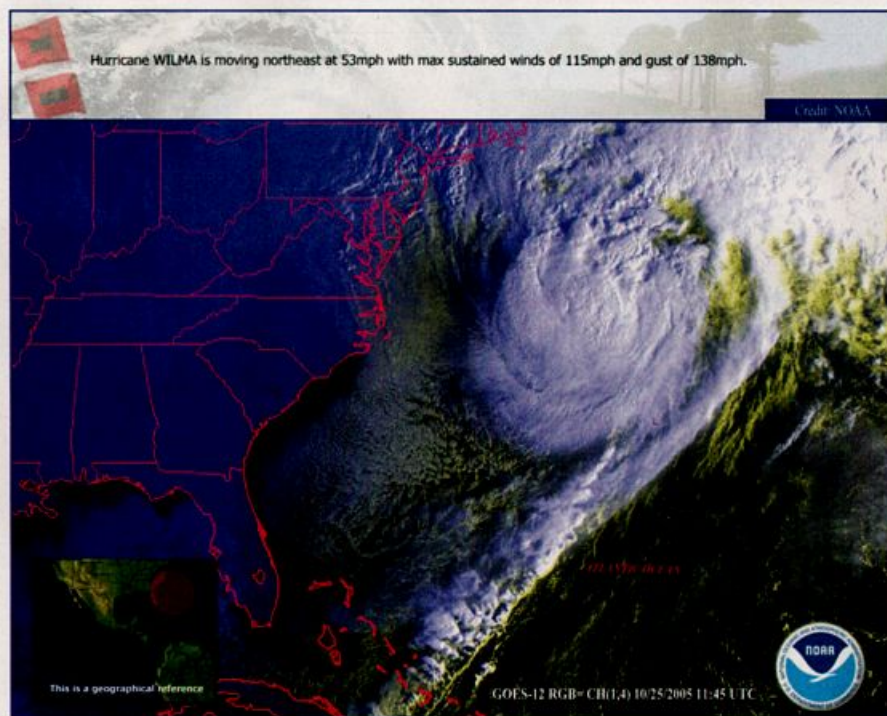 Hurricane WILMA is moving northeast at 53mph with max sustained winds of 115mph and gust of 138mph.
Credit: NOAA
This is a geographical reference
GOES-12 RGB= CH(1,4) 10/25/2005 11:45 UTC
NOAA